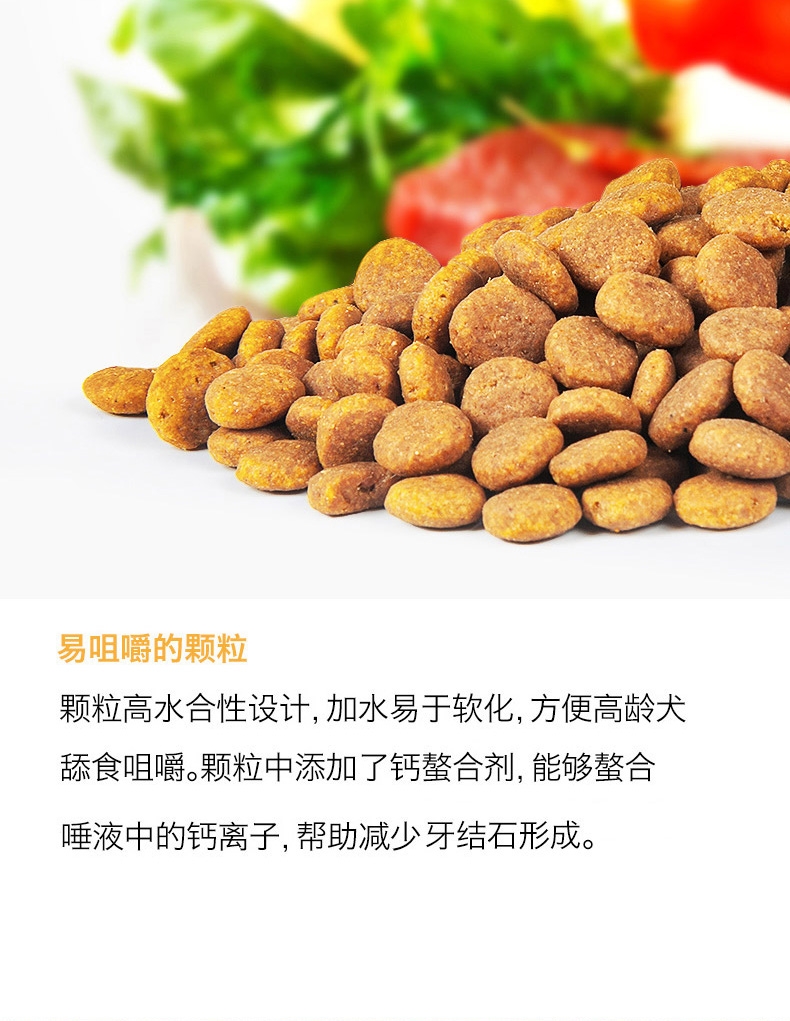 易咀嚼的颗粒
颗粒高水合性设计, 加水易于软化, 方便高龄犬
舔食咀嚼。颗粒中添加了钙螯合剂, 能够螯合
唾液中的钙离子, 帮助减少牙结石形成。